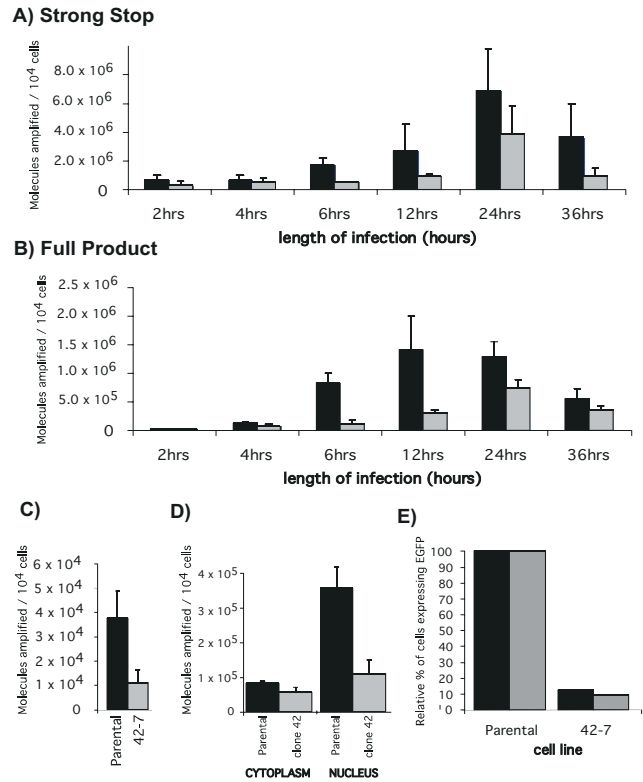 A) Strong Stop
Molecules amplified / 10⁴ cells
8.0 x 10⁶
6.0 x 10⁶
4.0 x 10⁶
2.0 x 10⁶
0
2hrs 4hrs 6hrs 12hrs 24hrs 36hrs
length of infection (hours)
B) Full Product
Molecules amplified / 10⁴ cells
2.5 x 10⁶
2.0 x 10⁶
1.5 x 10⁶
1.0 x 10⁶
5.0 x 10⁵
0
2hrs 4hrs 6hrs 12hrs 24hrs 36hrs
length of infection (hours)
C)
Molecules amplified / 10⁴ cells
6 x 10⁴
5 x 10⁴
4 x 10⁴
3 x 10⁴
2 x 10⁴
1 x 10⁴
0
Parental
42-7
D)
Molecules amplified / 10⁴ cells
4 x 10⁵
3 x 10⁵
2 x 10⁵
1 x 10⁵
0
Parental
clone 42
Parental
clone 42
CYTOPLASM NUCLEUS
E)
Relative % of cells expressing EGFP
100
90
80
70
60
50
40
30
20
10
0
Parental 42-7
cell line